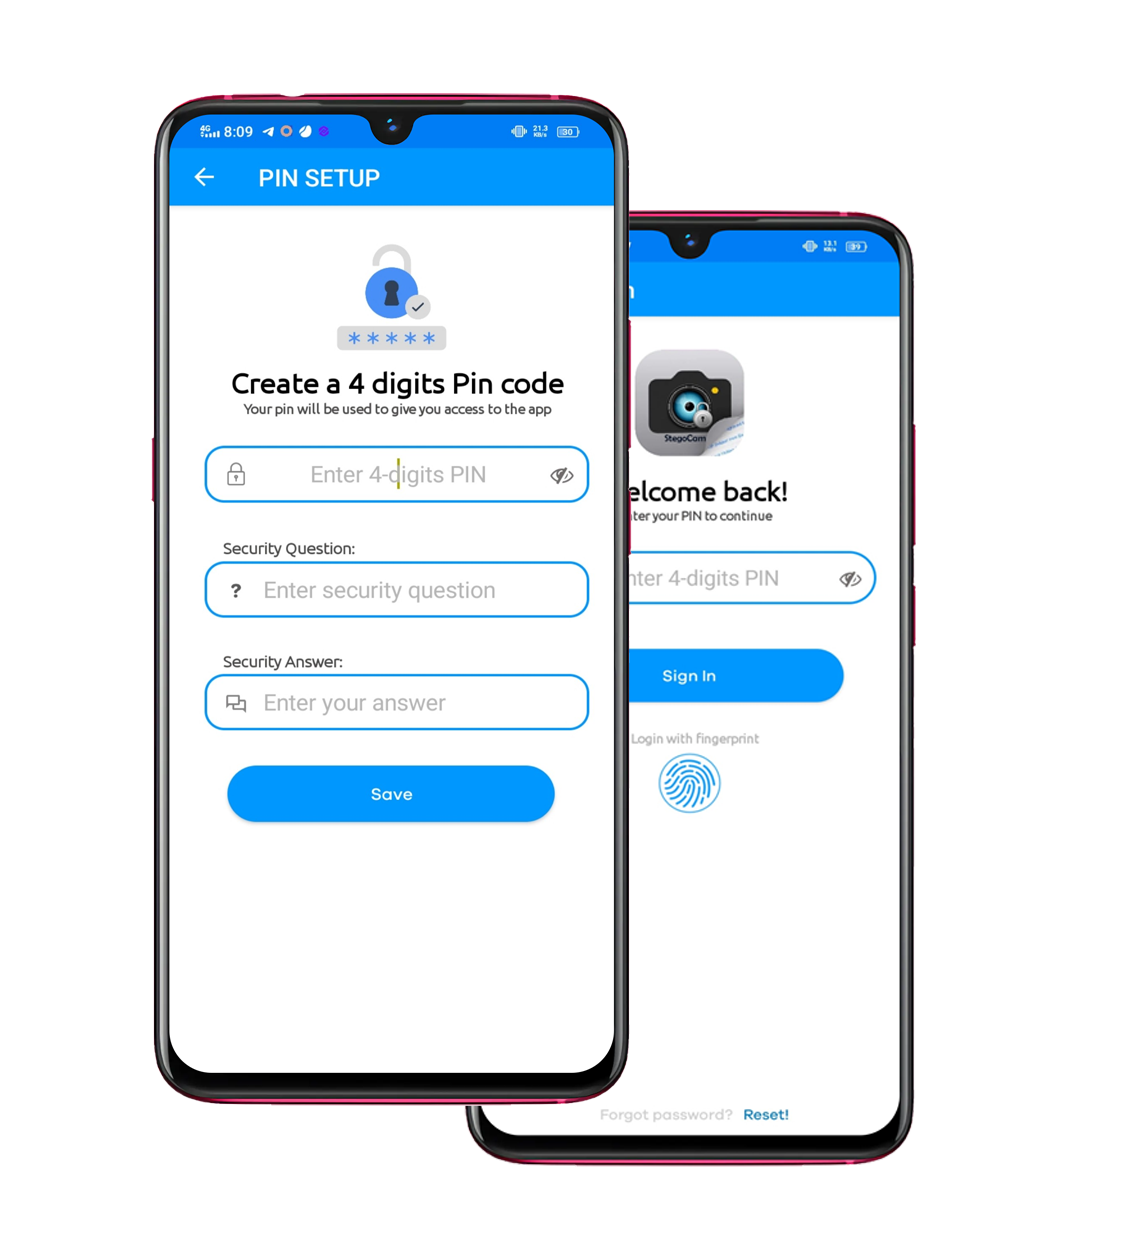 4G 8:09 21.3 KB/s 30
PIN SETUP
*****
Create a 4 digits Pin code
Your pin will be used to give you access to the app
Enter 4-digits PIN
Security Question:
? Enter security question
Security Answer:
Enter your answer
Save
13.1 KB/s 39
n
StegoCam
elcome back!
ter your PIN to continue
nter 4-digits PIN
Sign In
Login with fingerprint
Forgot password? Reset!